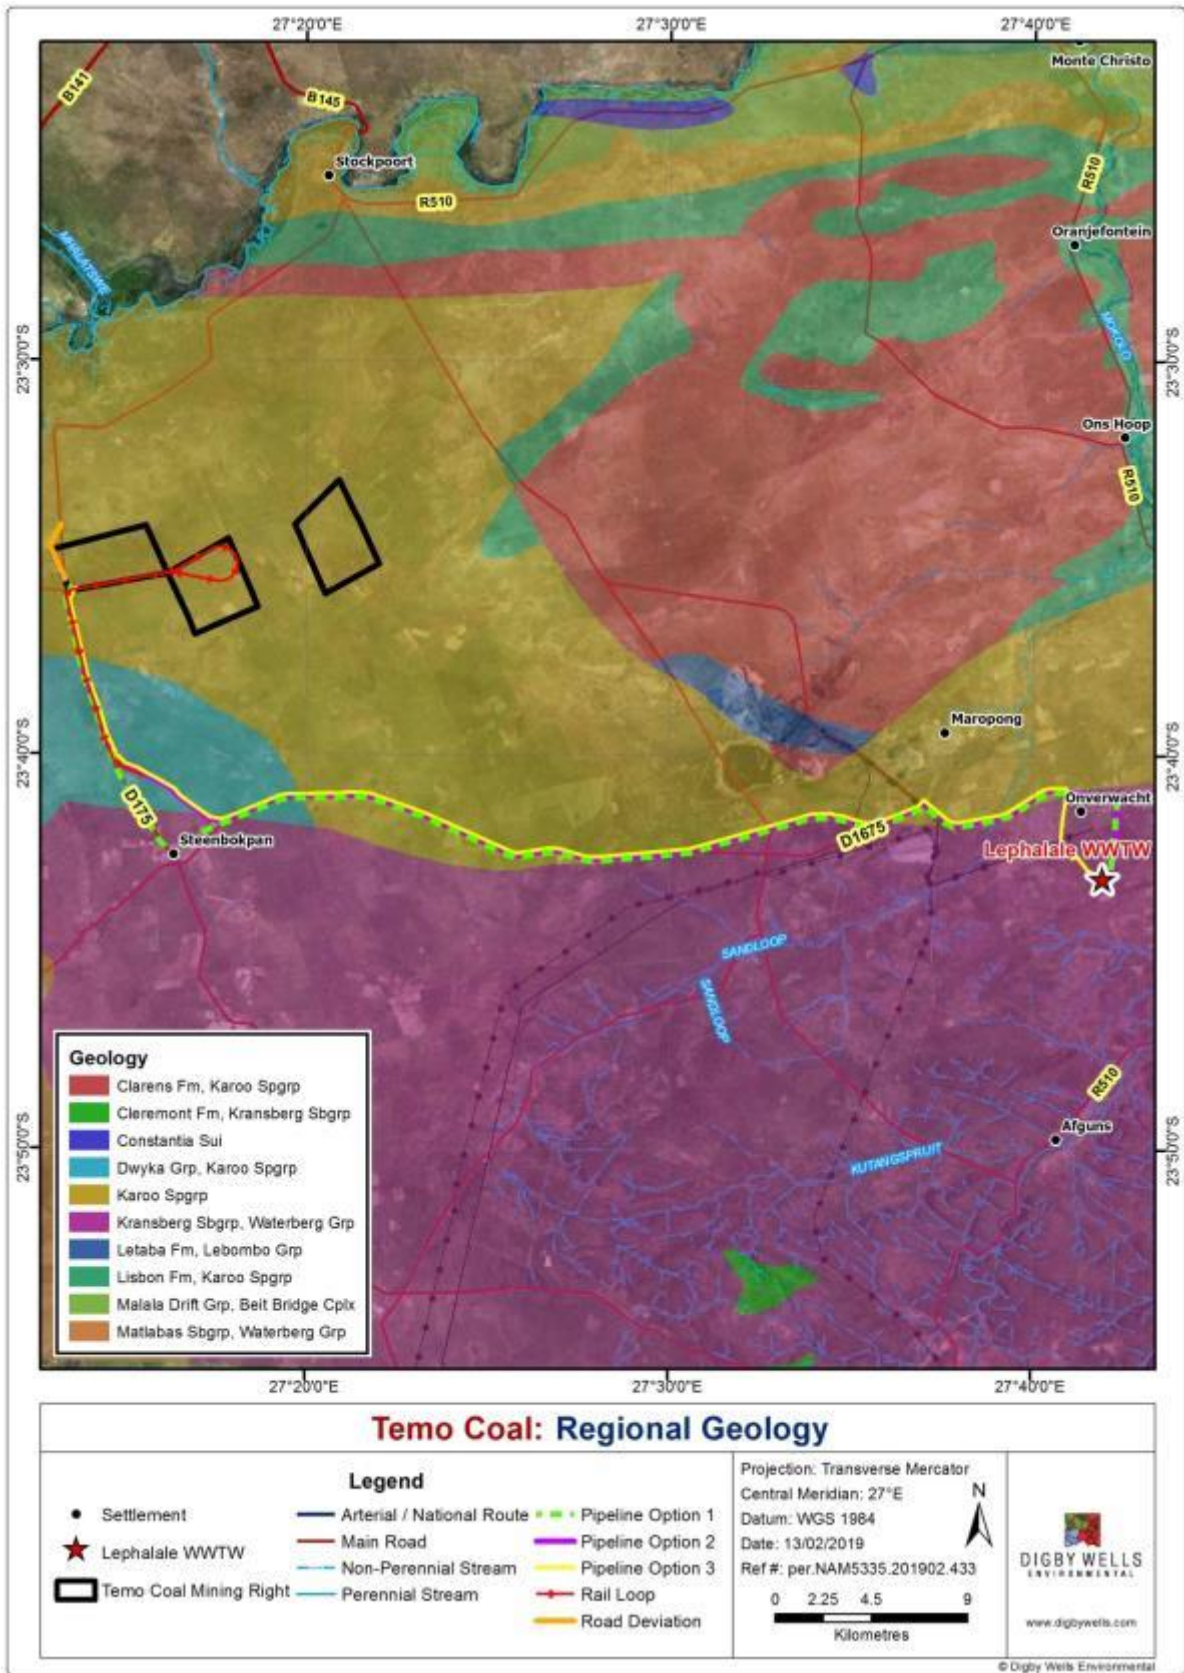 27°20'0"E
27°30'0"E
27°40'0"E
Monte Christo
B141
B145
Stockpoort
R510
R510
Oranjefontein
MOKOLO
23°30'0"S
23°30'0"S
Ons Hoop
R510
Maropong
23°40'0"S
23°40'0"S
D175
Steenbokpan
D1675
Onverwacht
Lephalale WWTW
SANDLOOP
SANDLOOP
R510
Afguns
KUTANGSPRUIT
23°50'0"S
23°50'0"S
Geology
Clarens Fm, Karoo Spgrp
Cleremont Fm, Kransberg Sbgrp
Constantia Sui
Dwyka Grp, Karoo Spgrp
Karoo Spgrp
Kransberg Sbgrp, Waterberg Grp
Letaba Fm, Lebombo Grp
Lisbon Fm, Karoo Spgrp
Malala Drift Grp, Beit Bridge Cplx
Matlabas Sbgrp, Waterberg Grp
27°20'0"E
27°30'0"E
27°40'0"E
Temo Coal: Regional Geology
Legend
Settlement
Lephalale WWTW
Temo Coal Mining Right
Arterial / National Route
Main Road
Non-Perennial Stream
Perennial Stream
Pipeline Option 1
Pipeline Option 2
Pipeline Option 3
Rail Loop
Road Deviation
Projection: Transverse Mercator
Central Meridian: 27°E
Datum: WGS 1984
Date: 13/02/2019
Ref #: per.NAM5335.201902.433
N
0 2.25 4.5 9
Kilometres
DIGBY WELLS
ENVIRONMENTAL
www.digbywells.com
© Digby Wells Environmental